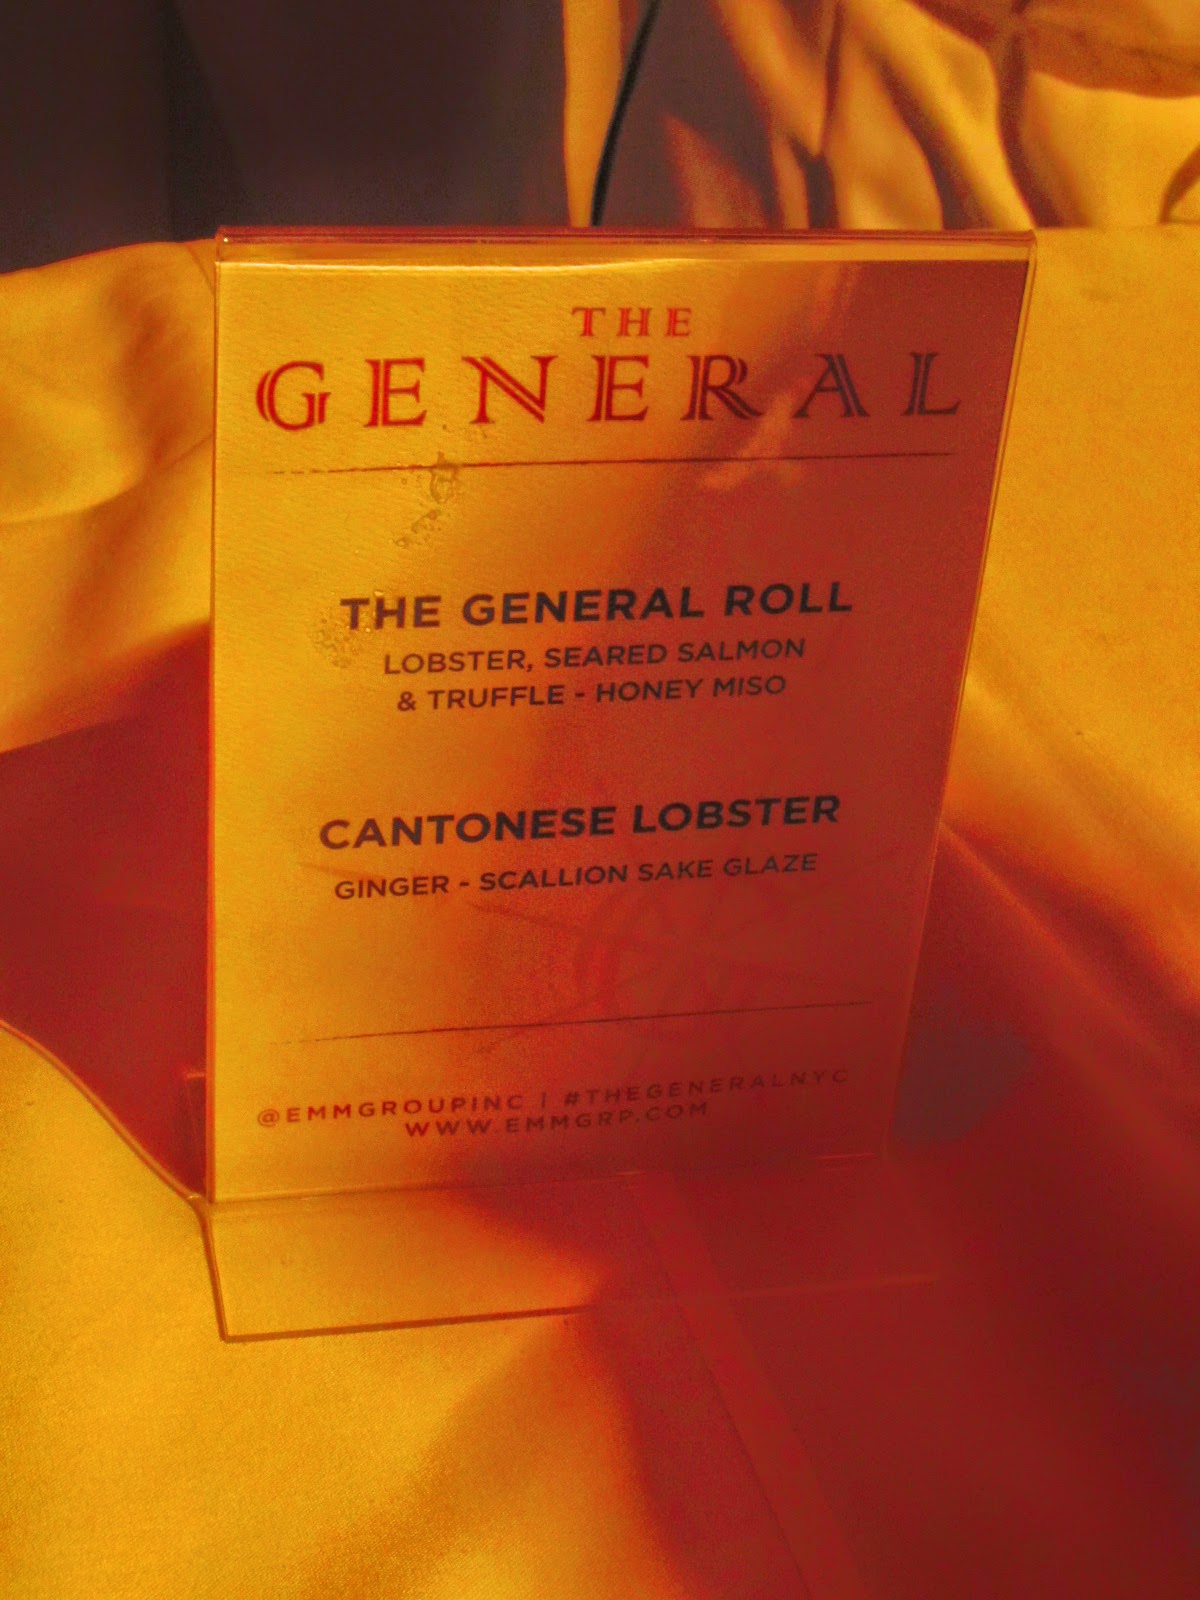 THE
GENERAL
THE GENERAL ROLL
LOBSTER, SEARED SALMON
& TRUFFLE - HONEY MISO
CANTONESE LOBSTER
GINGER - SCALLION SAKE GLAZE
@EMMGROUPINC | #THEGENERALNYC
WWW.EMMGRP.COM